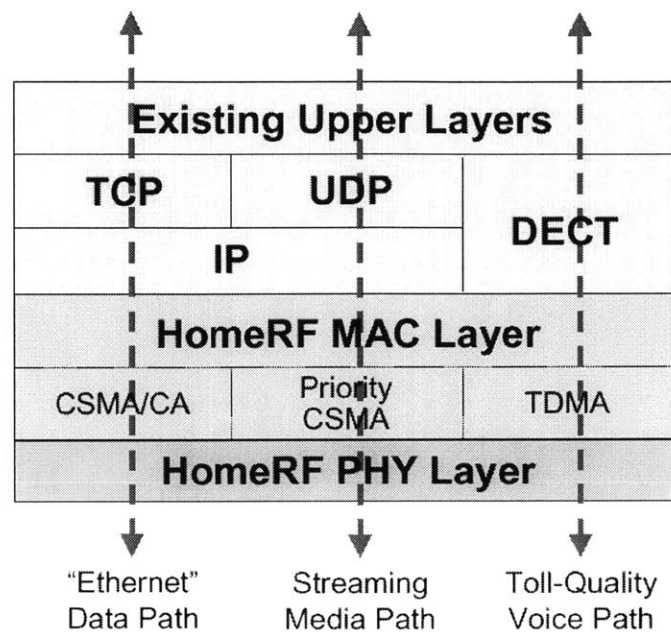 Existing Upper Layers
TCP
UDP
DECT
IP
HomeRF MAC Layer
CSMA/CA
Priority
CSMA
TDMA
HomeRF PHY Layer
"Ethernet"
Data Path
Streaming
Media Path
Toll-Quality
Voice Path